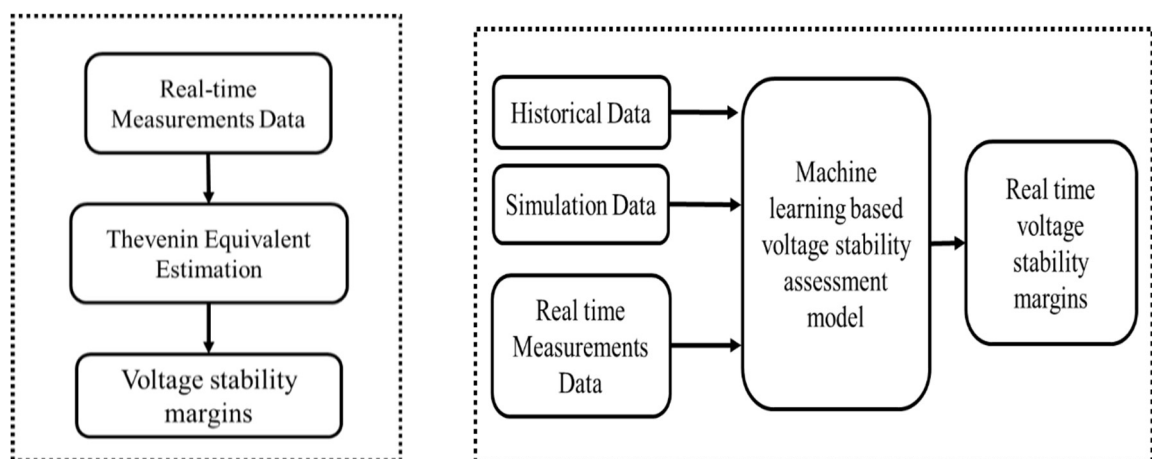 Real-time
Measurements Data
Thevenin Equivalent
Estimation
Voltage stability
margins
Historical Data
Simulation Data
Real time
Measurements
Data
Machine
learning based
voltage stability
assessment
model
Real time
voltage
stability
margins